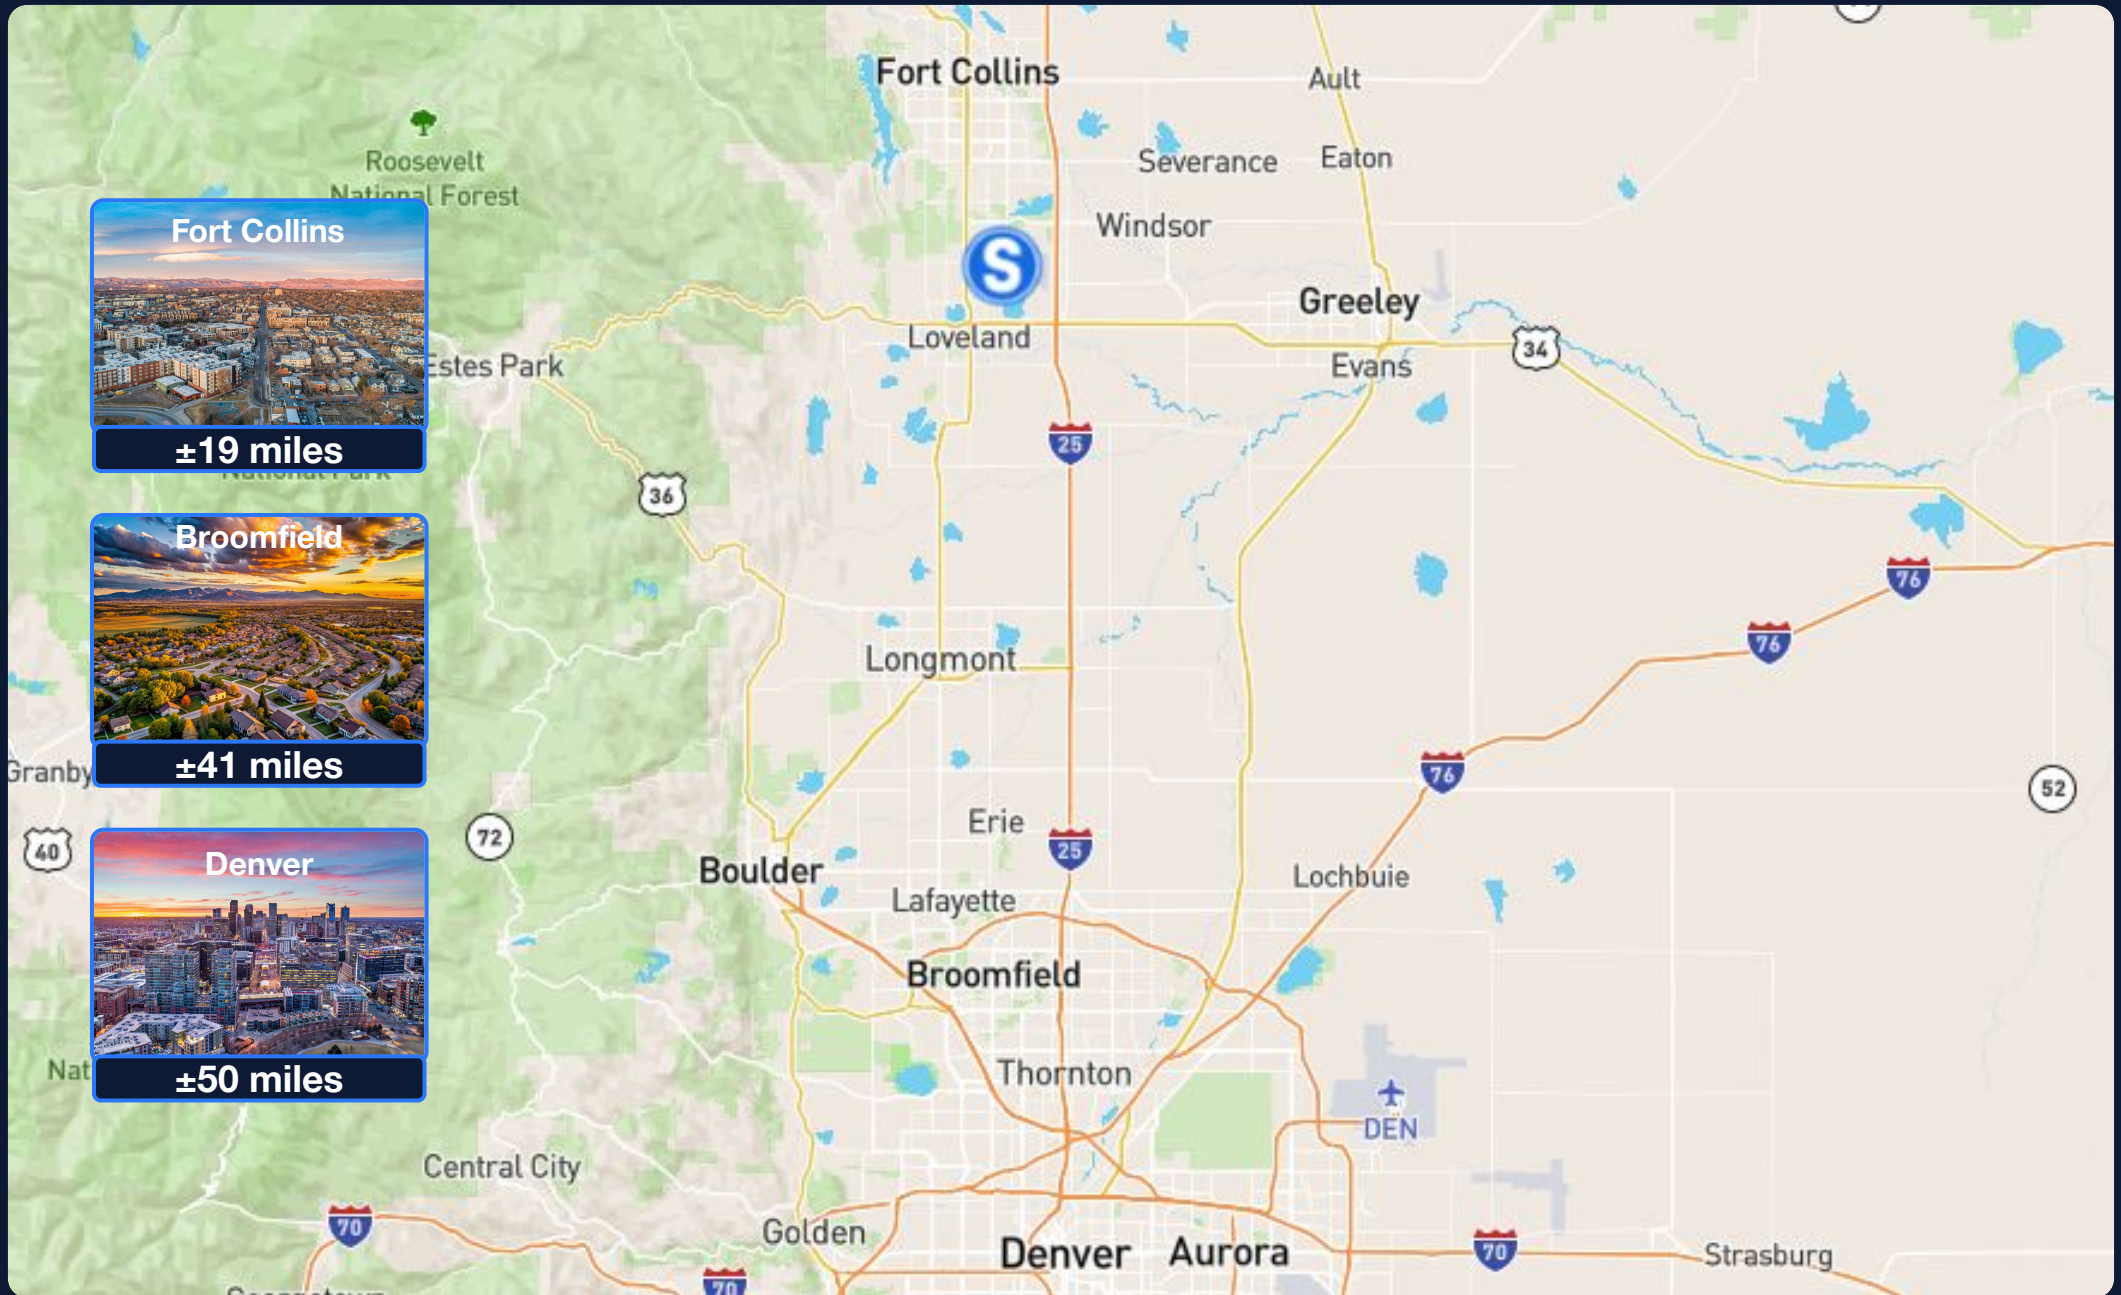 Fort Collins
Ault
Roosevelt
National Forest
Severance
Eaton
Windsor
Fort Collins
S
Greeley
Loveland
34
Estes Park
Evans
25
±19 miles
National Park
36
Broomfield
76
76
Longmont
±41 miles
Granby
76
52
Erie
40
72
25
Denver
Boulder
Lochbuie
Lafayette
Broomfield
Nat
±50 miles
Thornton
DEN
Central City
70
Golden
Denver
Aurora
70
Strasburg
70